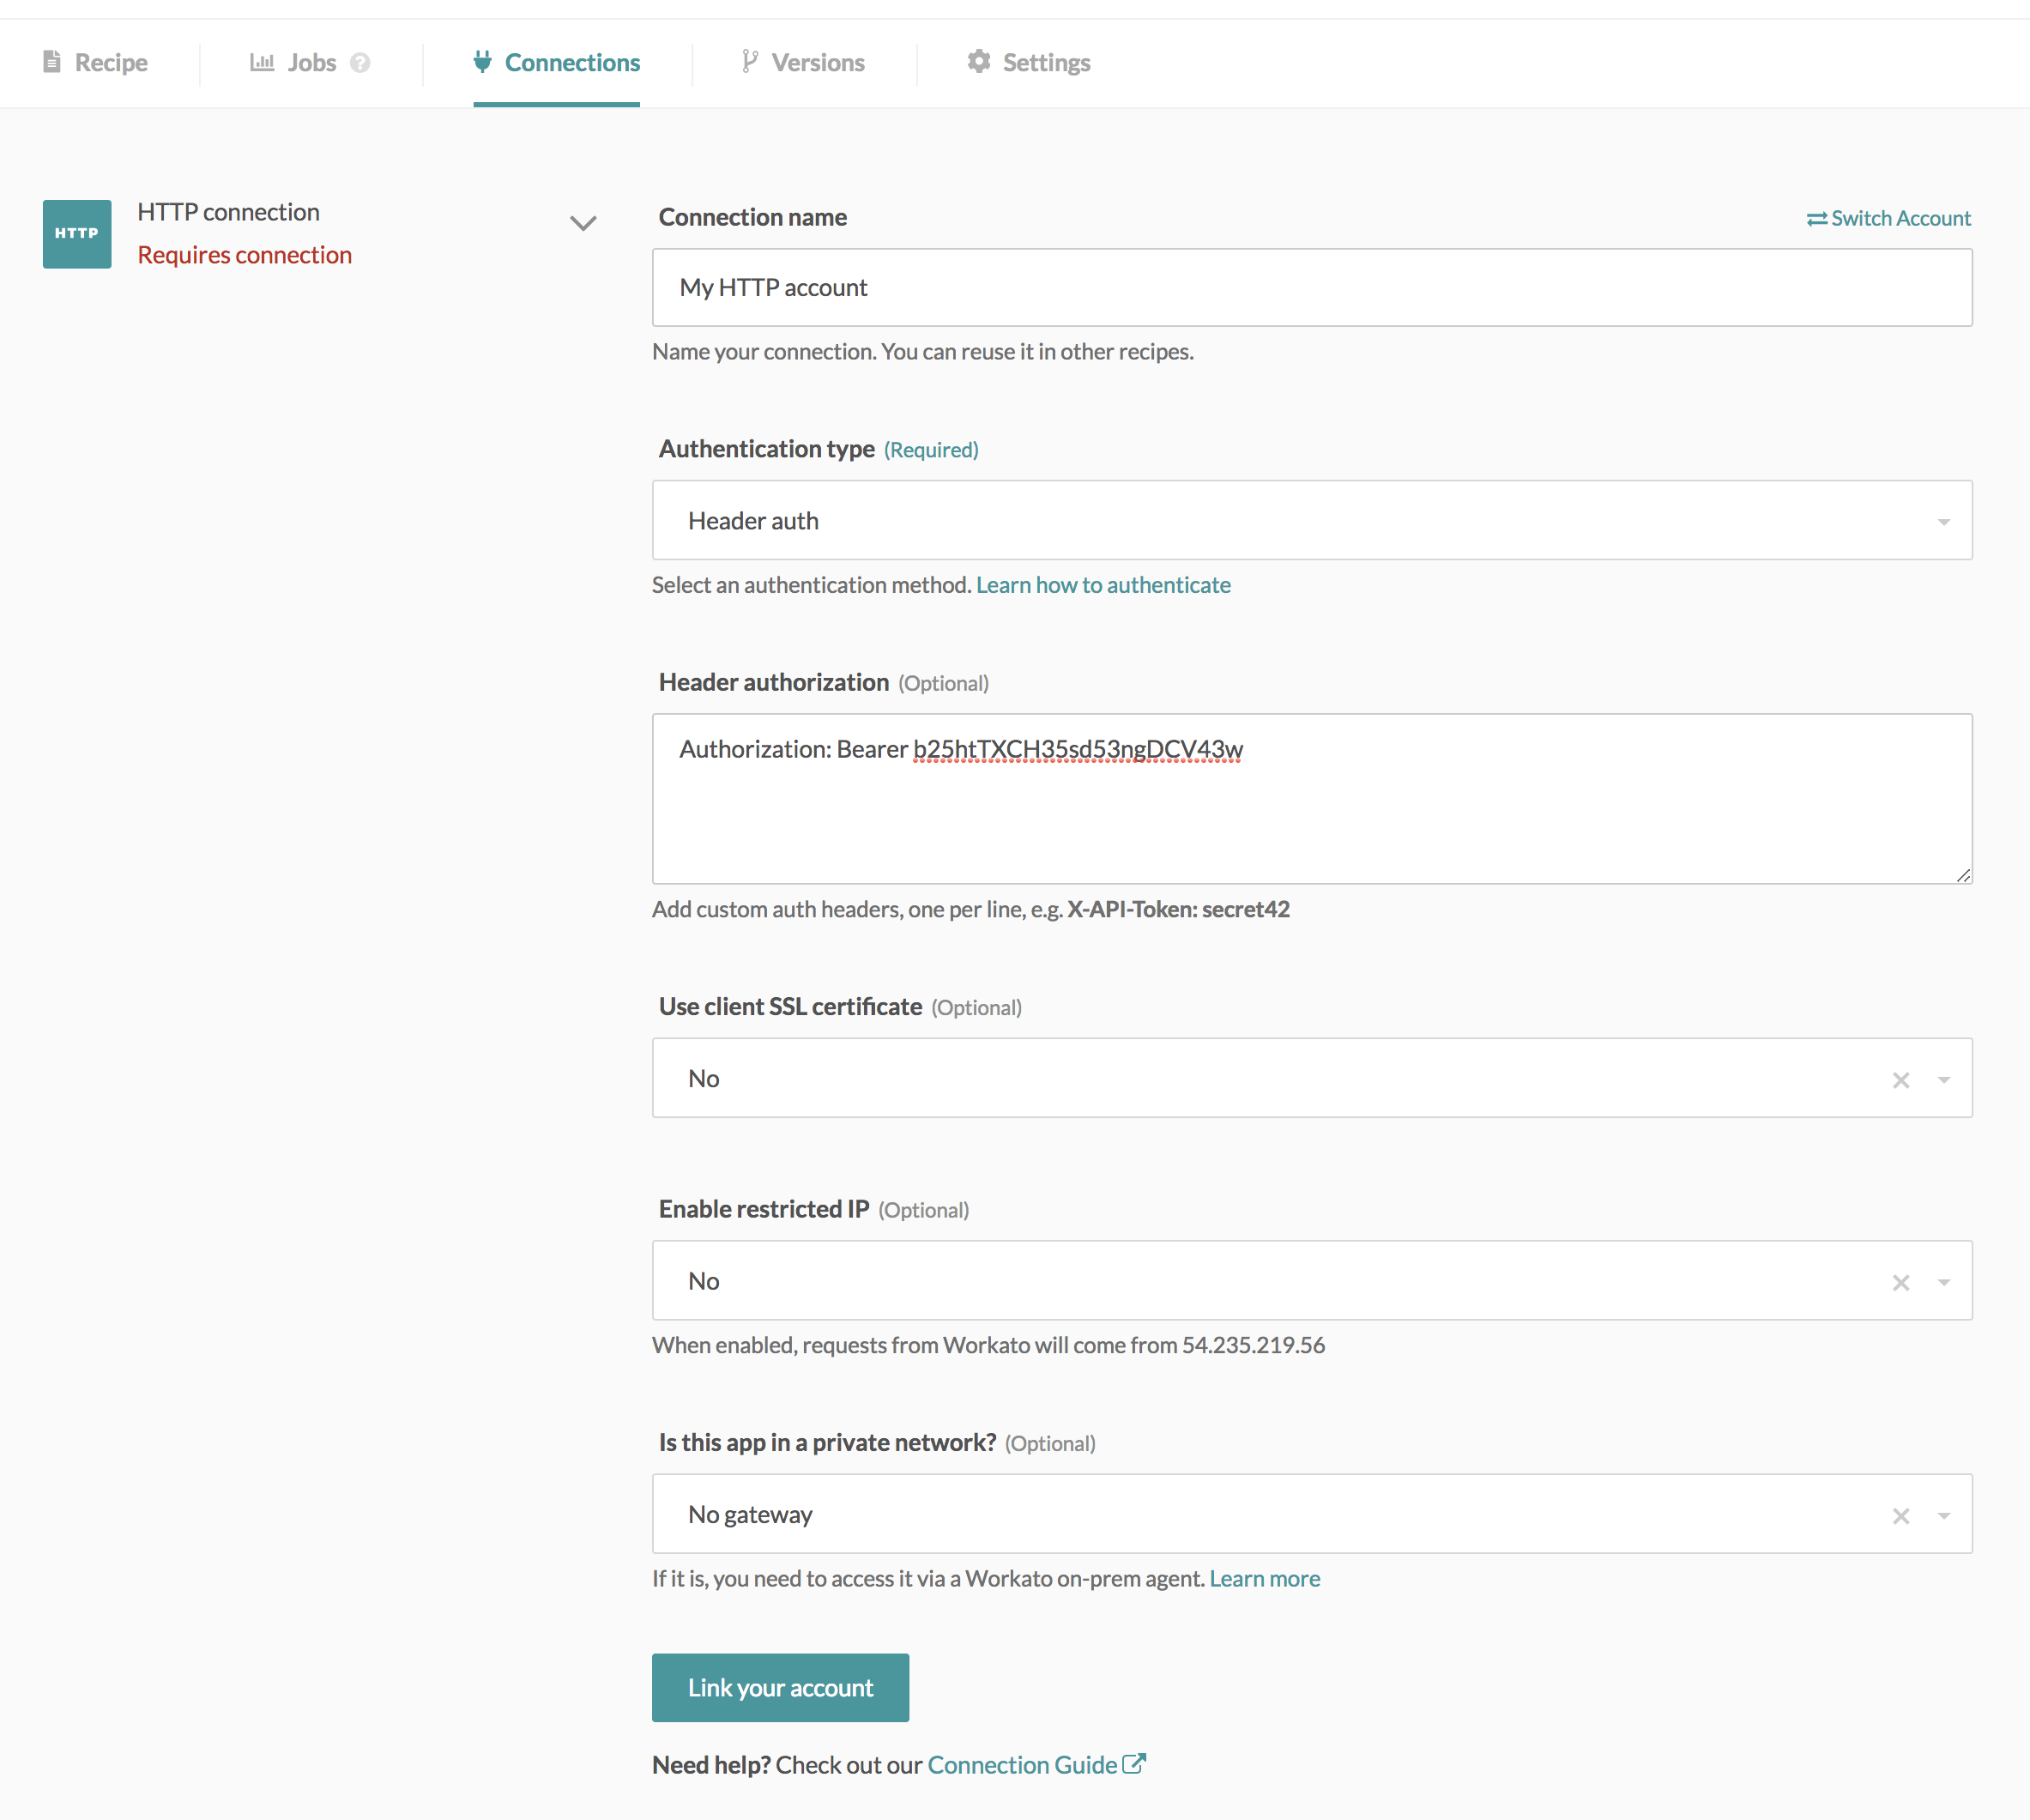 Recipe
Jobs ?
Connections
Versions
Settings
HTTP
HTTP connection
Requires connection
Connection name
Switch Account
My HTTP account
Name your connection. You can reuse it in other recipes.
Authentication type (Required)
Header auth
Select an authentication method. Learn how to authenticate
Header authorization (Optional)
Authorization: Bearer b25htTXCH35sd53ngDCV43w
Add custom auth headers, one per line, e.g. X-API-Token: secret42
Use client SSL certificate (Optional)
No
Enable restricted IP (Optional)
No
When enabled, requests from Workato will come from 54.235.219.56
Is this app in a private network? (Optional)
No gateway
If it is, you need to access it via a Workato on-prem agent. Learn more
Link your account
Need help? Check out our Connection Guide